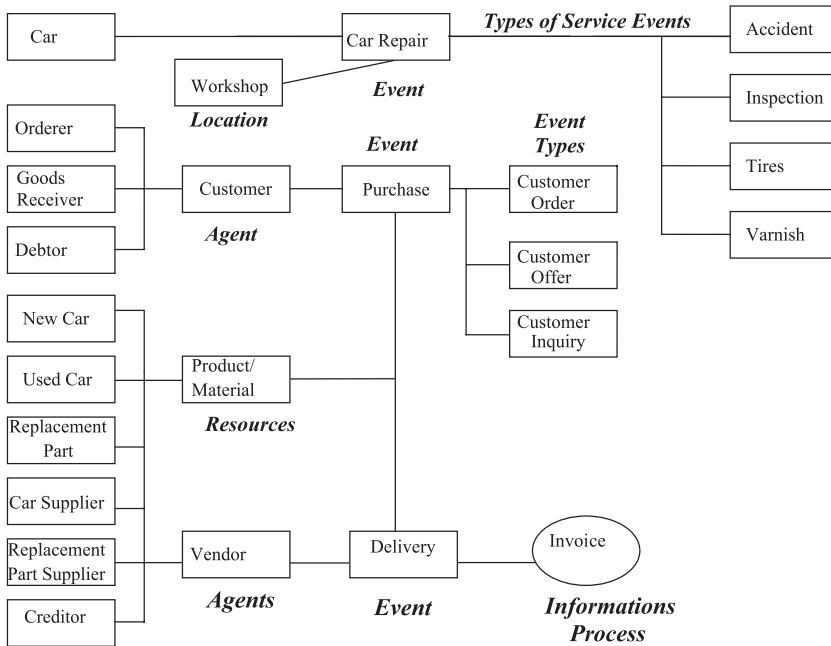 Types of Service Events
Car
Car Repair
Accident
Workshop
Event
Location
Inspection
Orderer
Event
Event
Types
Tires
Goods
Receiver
Customer
Purchase
Customer
Order
Agent
Debtor
Varnish
Customer
Offer
New Car
Customer
Inquiry
Used Car
Product/
Material
Resources
Replacement
Part
Car Supplier
Replacement
Part Supplier
Vendor
Delivery
Invoice
Creditor
Agents
Event
Informations
Process